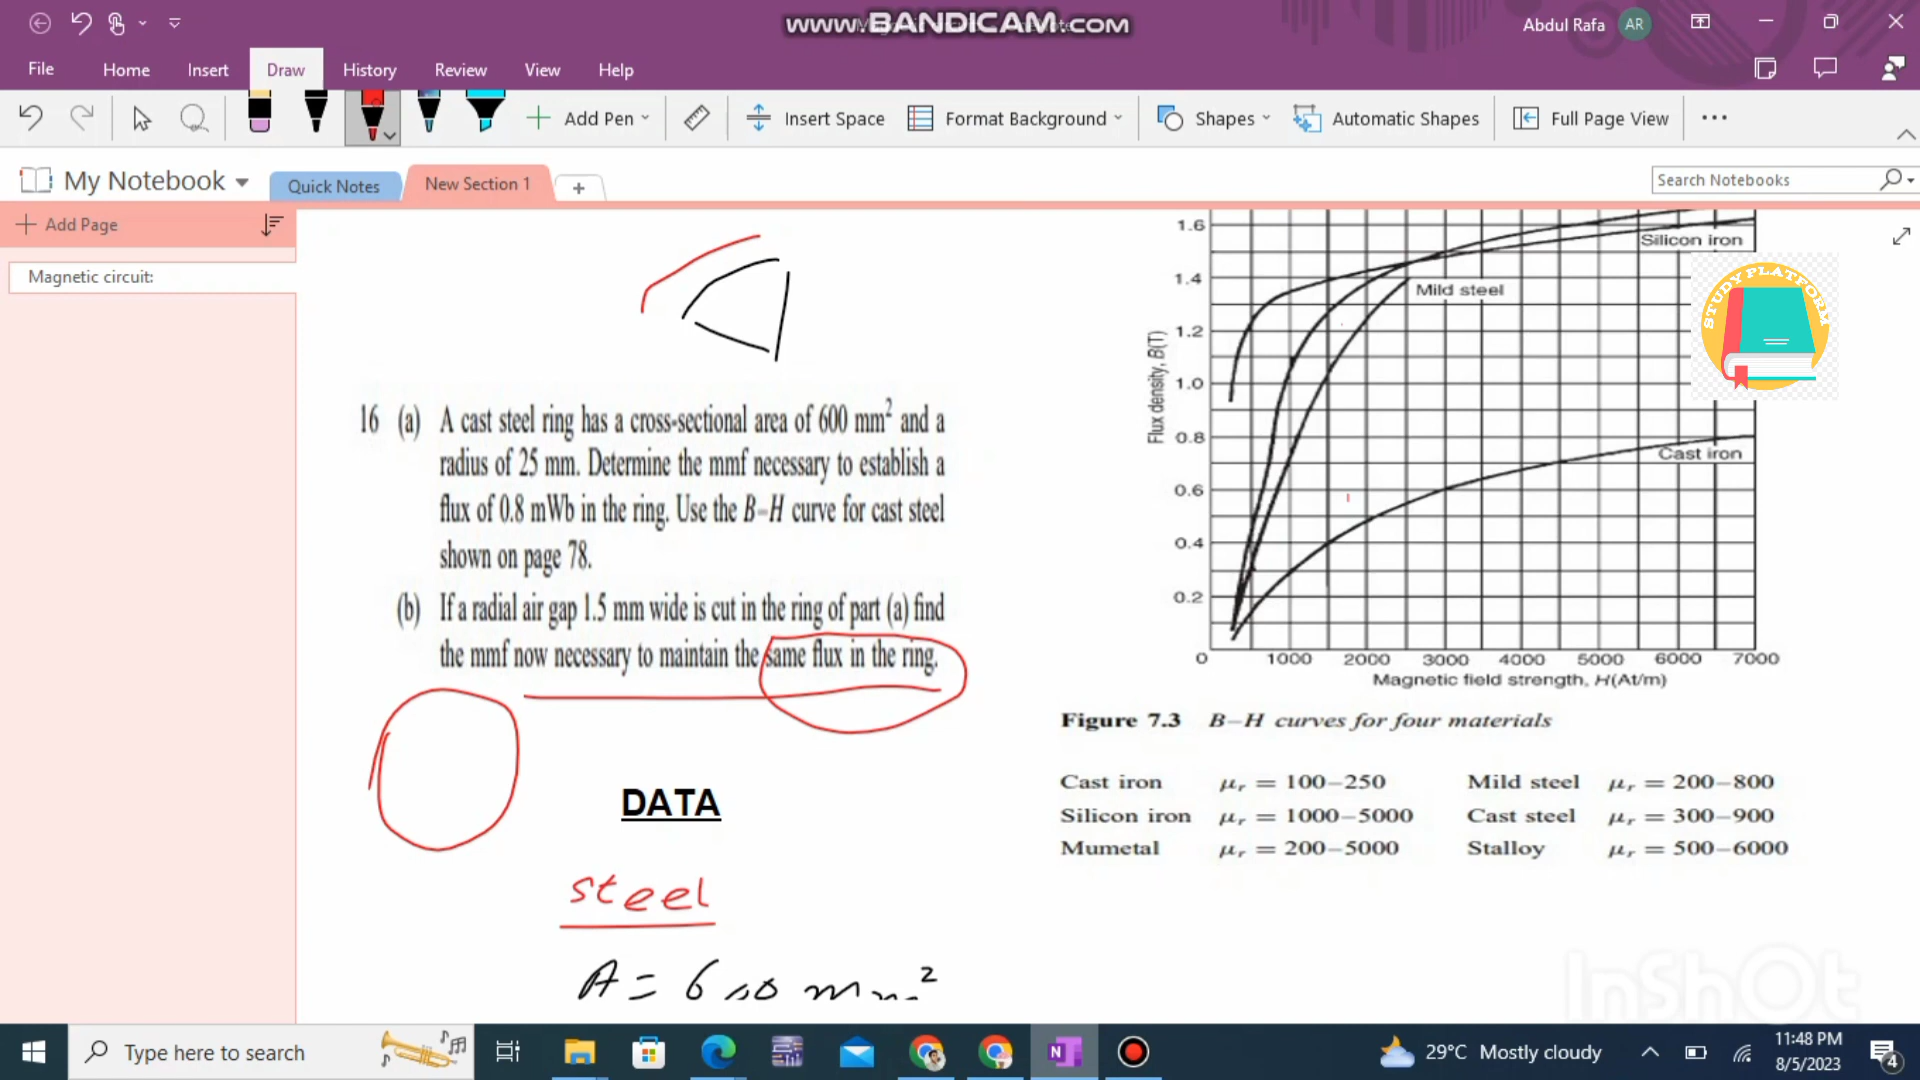 www.BANDICAM.com
Abdul Rafa AR
File Home Insert Draw History Review View Help
Add Pen Insert Space Format Background Shapes Automatic Shapes Full Page View
My Notebook Quick Notes New Section 1 + Search Notebooks
Add Page
Magnetic circuit:
16 (a) A cast steel ring has a cross-sectional area of 600 mm² and a
radius of 25 mm. Determine the mmf necessary to establish a
flux of 0.8 mWb in the ring. Use the B–H curve for cast steel
shown on page 78.
(b) If a radial air gap 1.5 mm wide is cut in the ring of part (a) find
the mmf now necessary to maintain the same flux in the ring.
DATA
steel
A = 600 mm²
1.6
1.4
1.2
1.0
0.8
0.6
0.4
0.2
Flux density, B(T)
Silicon iron
Mild steel
Cast iron
STUDY PLATFORM
0 1000 2000 3000 4000 5000 6000 7000
Magnetic field strength, H(At/m)
Figure 7.3 B–H curves for four materials
Cast iron μr = 100–250 Mild steel μr = 200–800
Silicon iron μr = 1000–5000 Cast steel μr = 300–900
Mumetal μr = 200–5000 Stalloy μr = 500–6000
InShOt
Type here to search
29°C Mostly cloudy
11:48 PM
8/5/2023
4